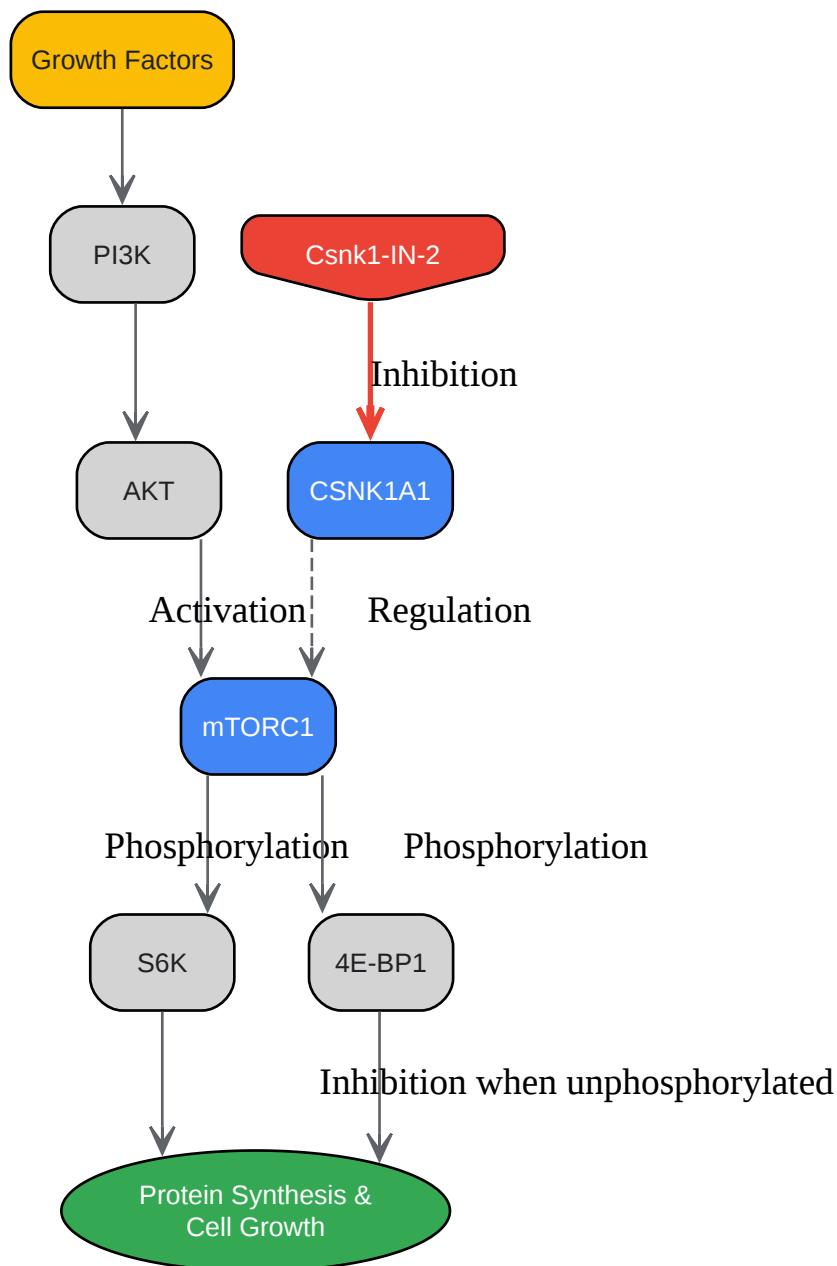 Growth Factors
PI3K
Csnk1-IN-2
Inhibition
AKT
CSNK1A1
Activation
Regulation
mTORC1
Phosphorylation
Phosphorylation
S6K
4E-BP1
Inhibition when unphosphorylated
Protein Synthesis &
Cell Growth